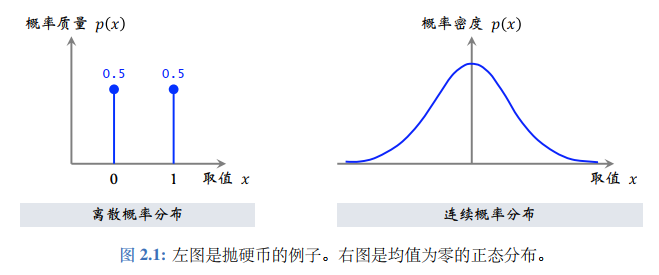 概率质量 p(x)
0.5
0.5
0
1
取值 x
离散概率分布
概率密度 p(x)
取值 x
连续概率分布
图 2.1: 左图是抛硬币的例子。右图是均值为零的正态分布。